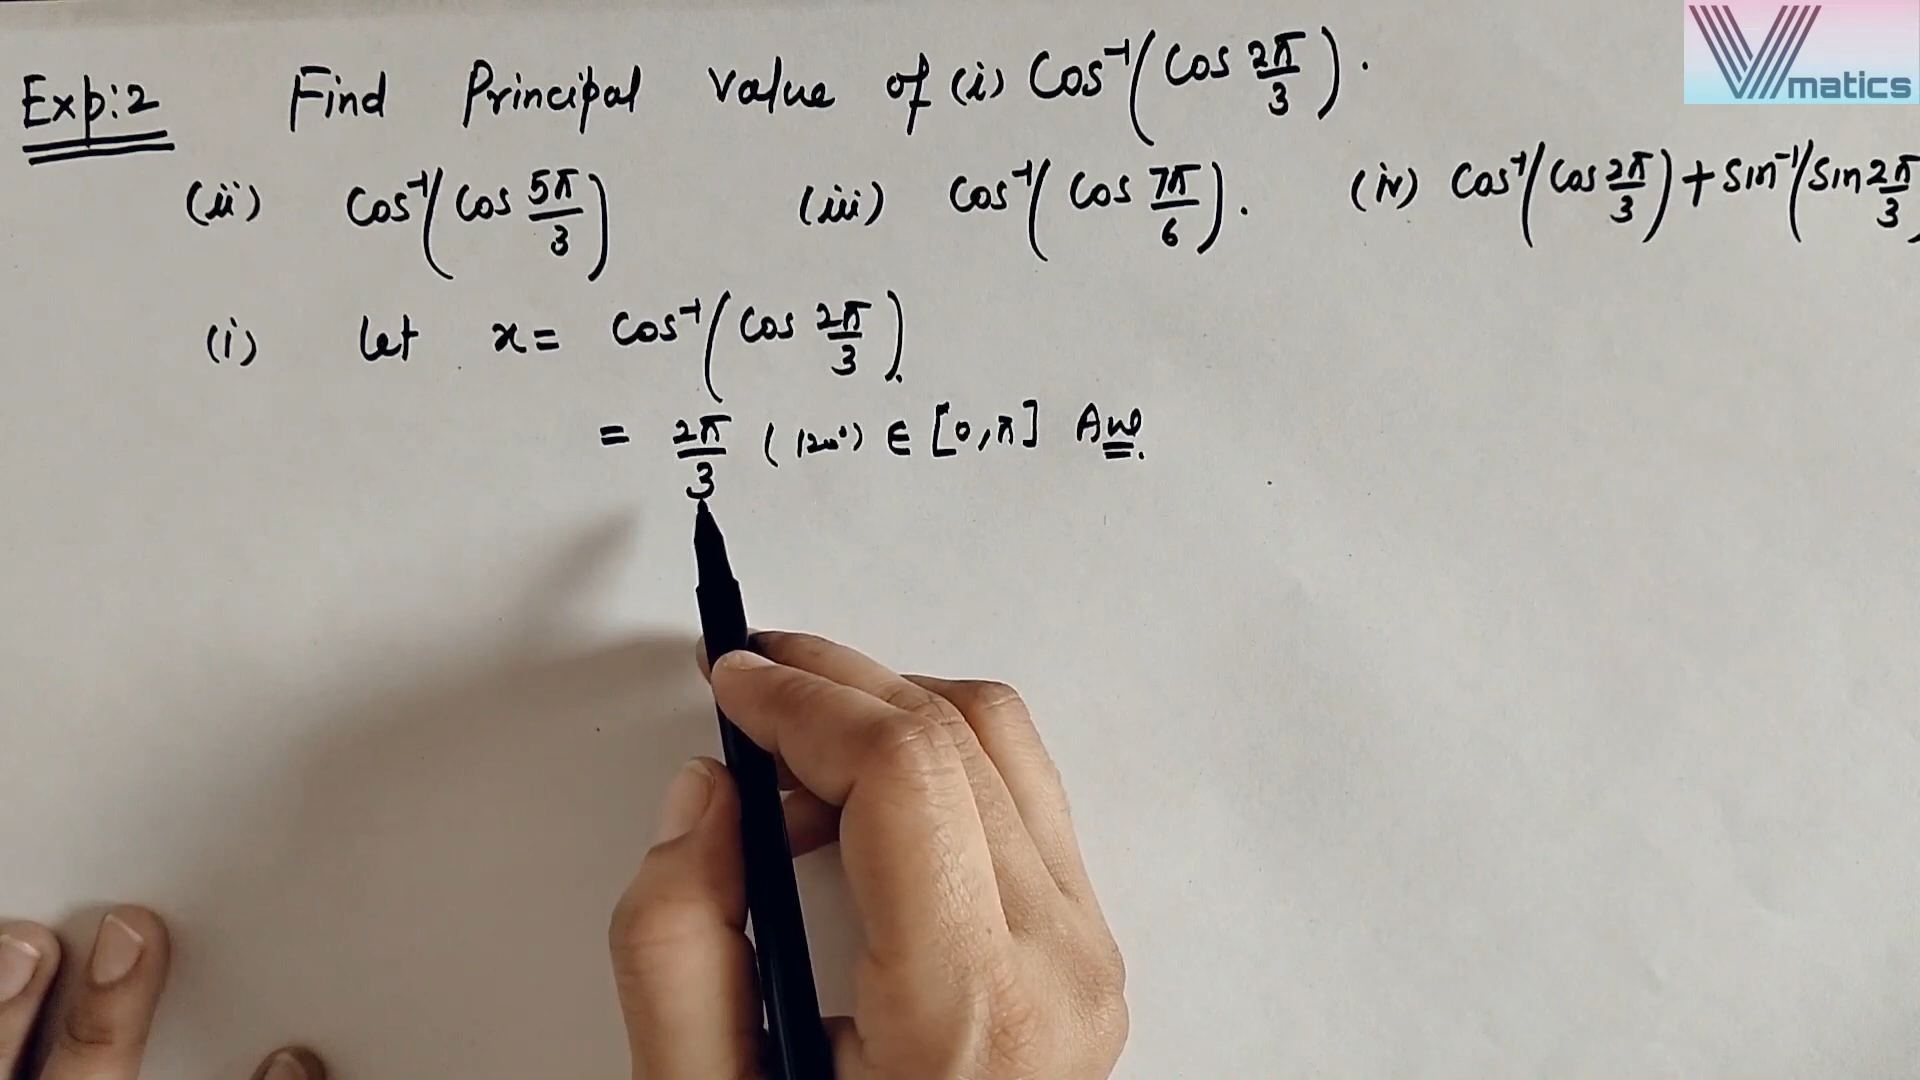 Exp:2 Find Principal value of (i) Cos⁻¹(Cos 2π/3).
(ii) Cos⁻¹(Cos 5π/3) (iii) Cos⁻¹(Cos 7π/6). (iv) Cos⁻¹(Cos 2π/3) + Sin⁻¹(Sin 2π/3)
(i) Let x = Cos⁻¹(Cos 2π/3).
= 2π/3 (120°) ∈ [0, π] Ans.
Vmatics